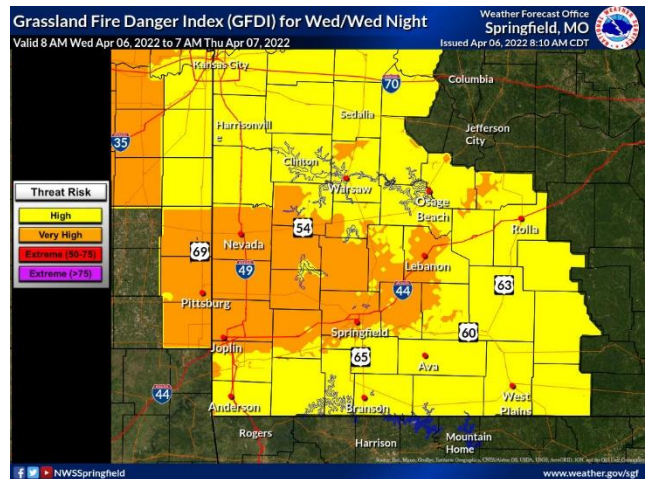 Grassland Fire Danger Index (GFDI) for Wed/Wed Night
Valid 8 AM Wed Apr 06, 2022 to 7 AM Thu Apr 07, 2022
Weather Forecast Office
Springfield, MO
Issued Apr 06, 2022 8:10 AM CDT
Kansas City
70
Columbia
Sedalia
Harrisonvill
e
Jefferson
City
35
Clinton
Warsaw
Threat Risk
High
Very High
Extreme (50-75)
Extreme (>75)
Osage
Beach
54
Rolla
Nevada
69
49
Lebanon
63
44
Pittsburg
Springfield
60
Joplin
65
Ava
44
Anderson
Branson
West
Plains
Rogers
Harrison
Mountain
Home
NWSSpringfield
www.weather.gov/sgf